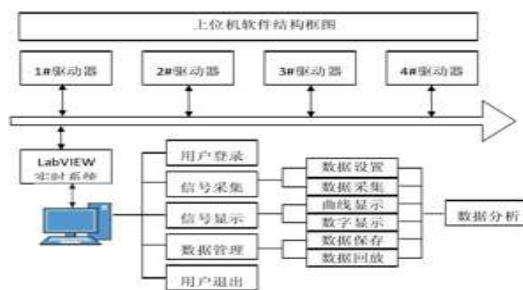 上位机软件结构框图
1#驱动器
2#驱动器
3#驱动器
4#驱动器
LabVIEW
实时系统
用户登录
信号采集
信号显示
数据管理
用户退出
数据设置
数据采集
曲线显示
数字显示
数据保存
数据回放
数据分析